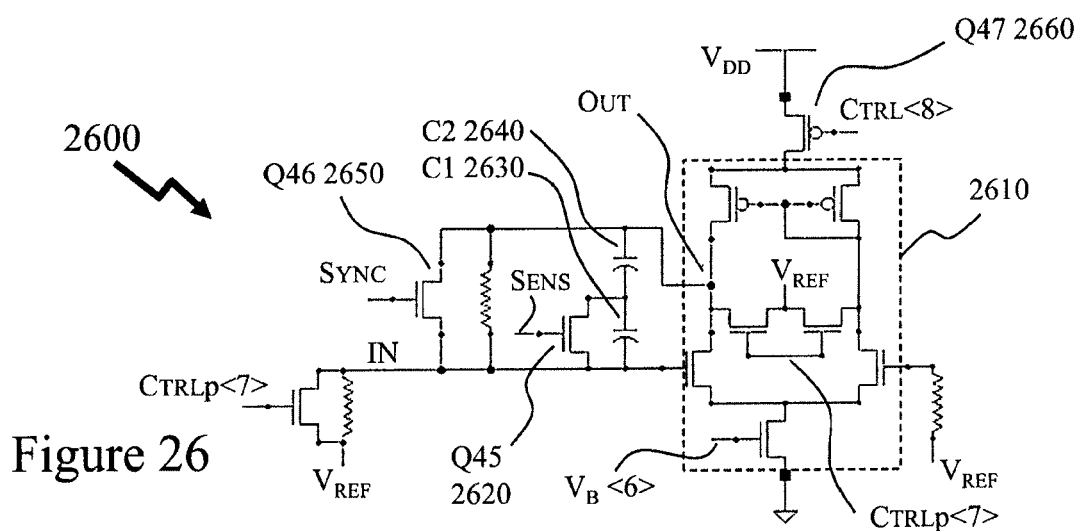 Q47 2660
VDD
CTRL<8>
OUT
2600
C2 2640
C1 2630
Q46 2650
2610
SYNC
SENS
VREF
IN
CTRLp<7>
Figure 26
VREF
Q45
2620
VB <6>
VREF
CTRLp<7>